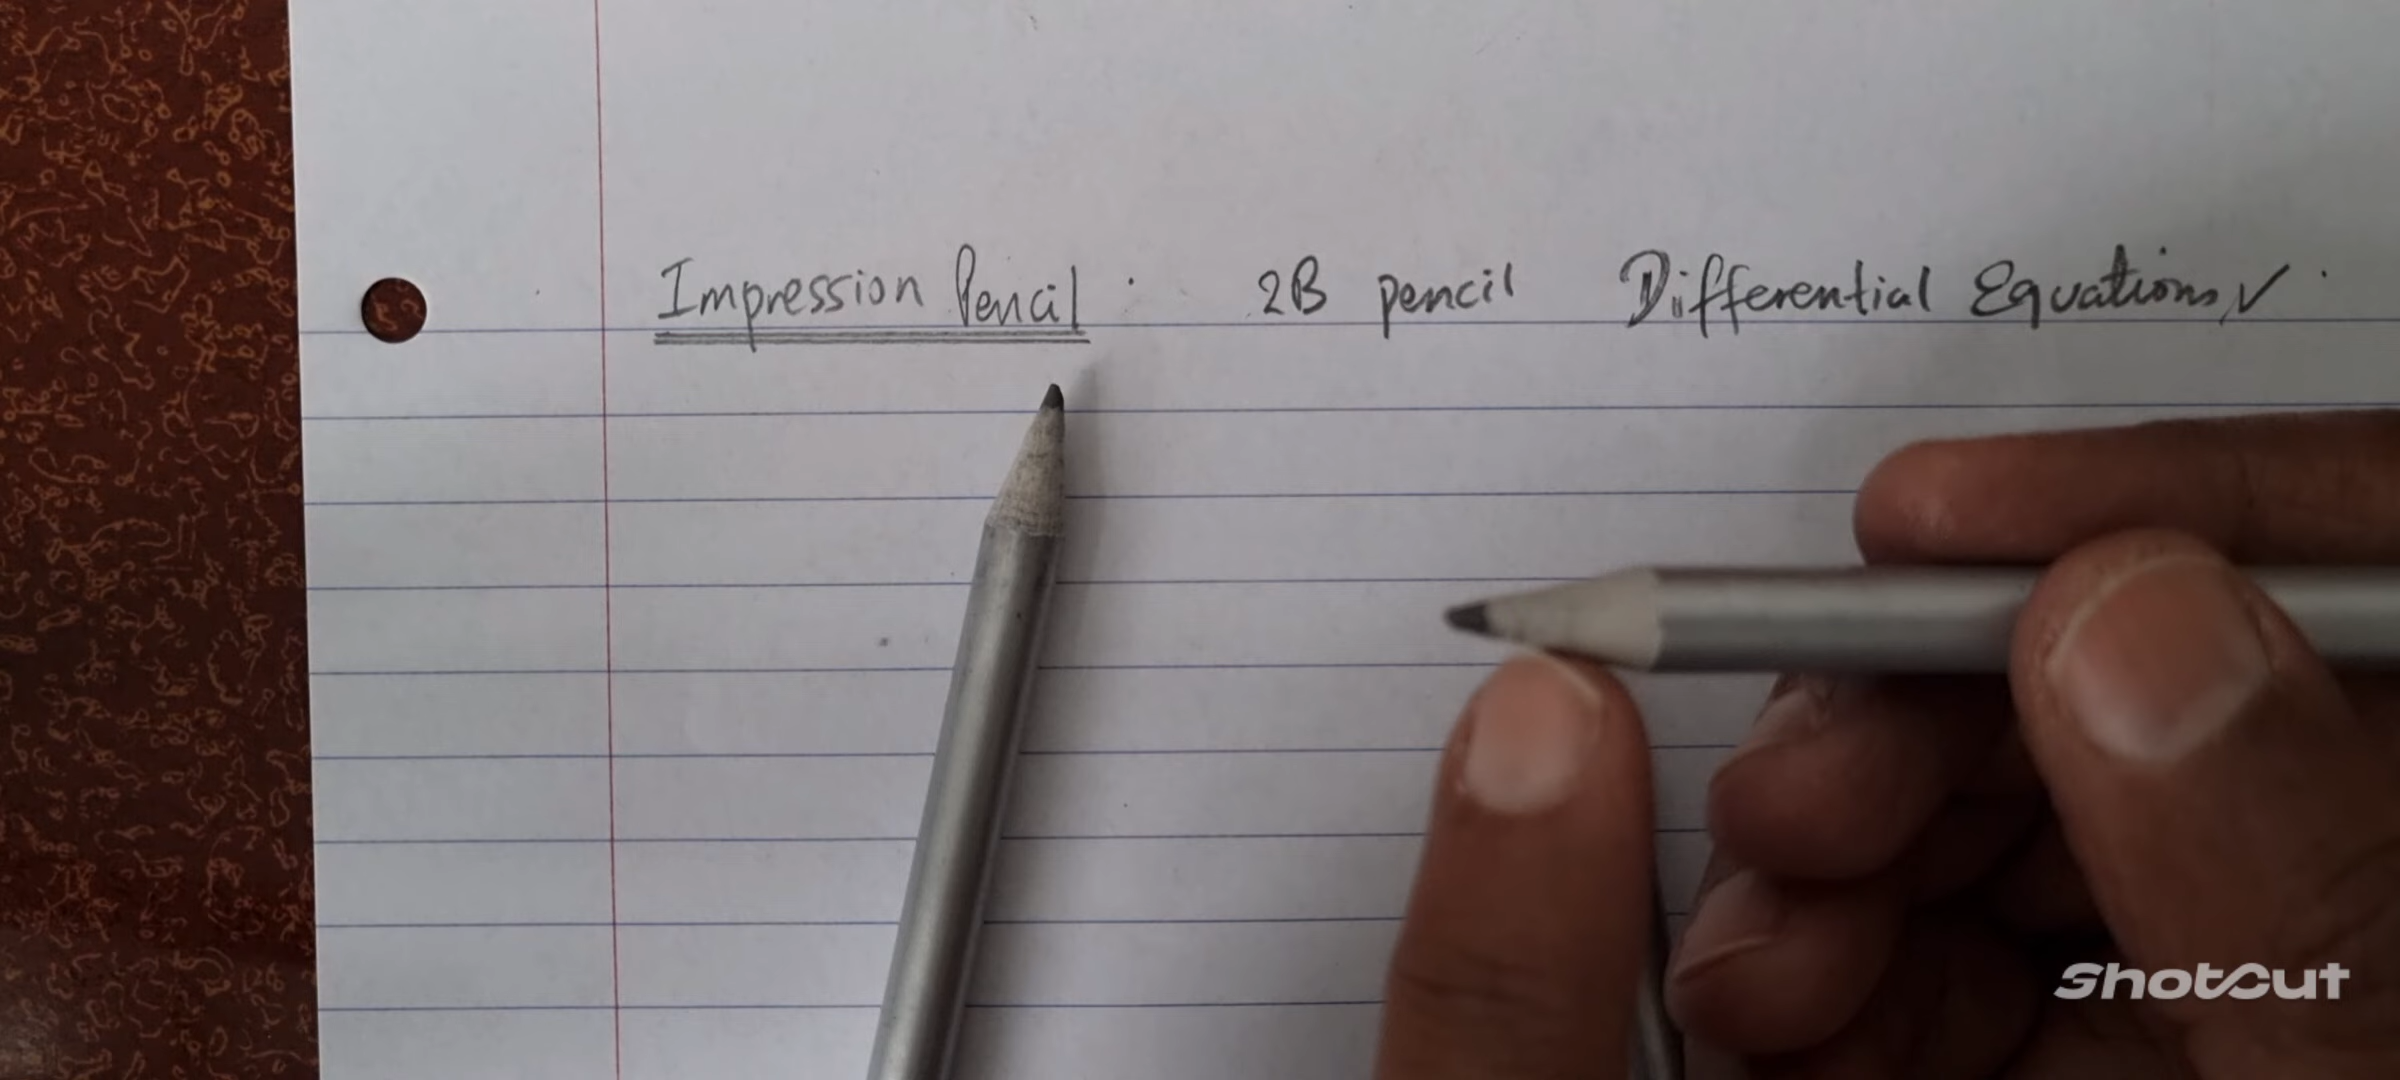 Impression Pencil : 2B pencil Differential Equations ✓.
ShotCut